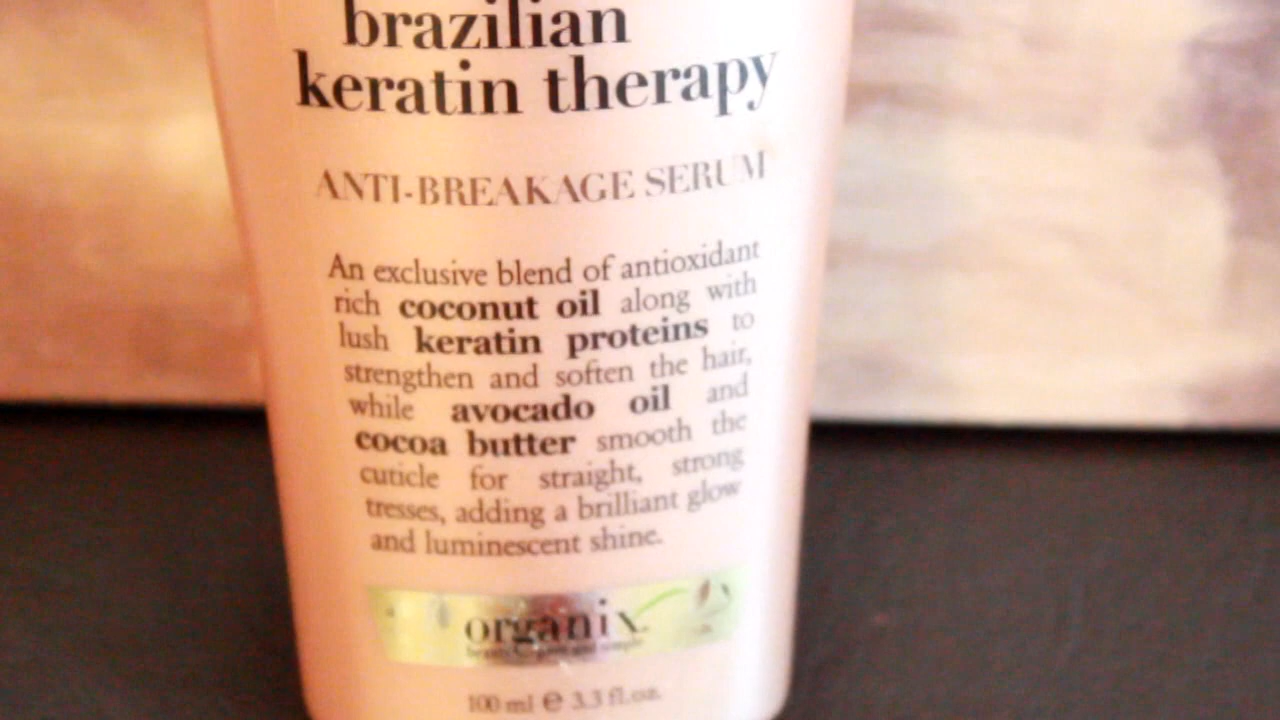 brazilian
keratin therapy
ANTI-BREAKAGE SERUM
An exclusive blend of antioxidant
rich coconut oil along with
lush keratin proteins to
strengthen and soften the hair,
while avocado oil and
cocoa butter smooth the
cuticle for straight, strong
tresses, adding a brilliant glow
and luminescent shine.
organix
100 ml e 3.3 fl.oz.